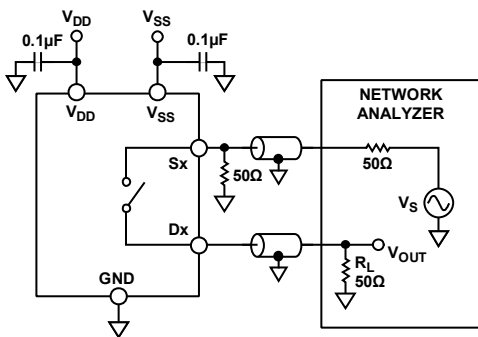 VDD
VSS
0.1µF
0.1µF
VDD
VSS
NETWORK
ANALYZER
Sx
50Ω
50Ω
VS
Dx
VOUT
RL
50Ω
GND